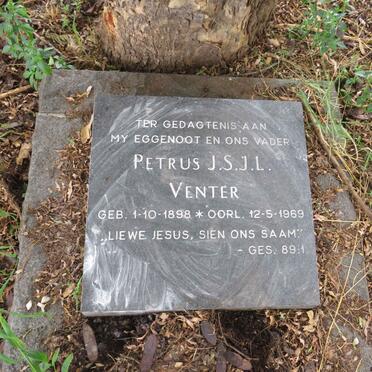 TER GEDAGTENIS AAN
MY EGGENOOT EN ONS VADER
PETRUS J.S.J.L.
VENTER
GEB. 1-10-1898 * OORL. 12-5-1969
„LIEWE JESUS, SIEN ONS SAAM."
- GES. 89:1